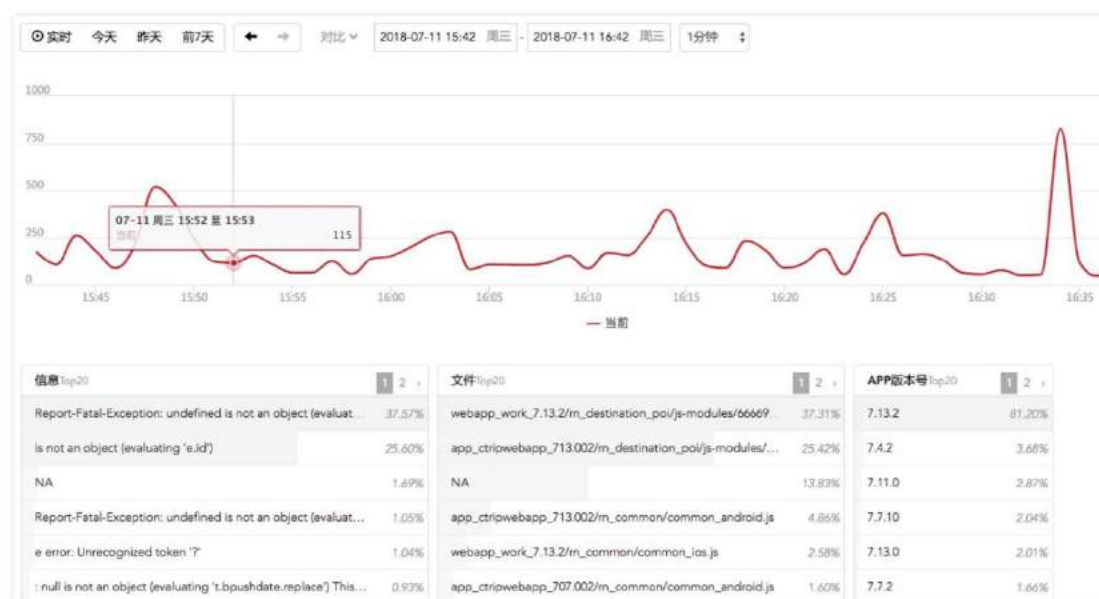 实时 今天 昨天 前7天 对比 2018-07-11 15:42 周三 - 2018-07-11 16:42 周三 1分钟
1000
750
500
250
0
07-11 周三 15:52 至 15:53
当前 115
15:45 15:50 15:55 16:00 16:05 16:10 16:15 16:20 16:25 16:30 16:35
当前
信息Top20 1 2
Report-Fatal-Exception: undefined is not an object (evaluat... 37.57%
is not an object (evaluating 'e.id') 25.60%
NA 1.69%
Report-Fatal-Exception: undefined is not an object (evaluat... 1.05%
e error: Unrecognized token '?' 1.04%
: null is not an object (evaluating 't.bpushdate.replace') This... 0.93%
文件Top20 1 2
webapp_work_7.13.2/rn_destination_poi/js-modules/66669... 37.31%
app_ctripwebapp_713.002/rn_destination_poi/js-modules/... 25.42%
NA 13.83%
app_ctripwebapp_713.002/rn_common/common_android.js 4.86%
webapp_work_7.13.2/rn_common/common_ios.js 2.58%
app_ctripwebapp_707.002/rn_common/common_android.js 1.60%
APP版本号Top20 1 2
7.13.2 81.20%
7.4.2 3.68%
7.11.0 2.87%
7.7.10 2.04%
7.13.0 2.01%
7.7.2 1.66%